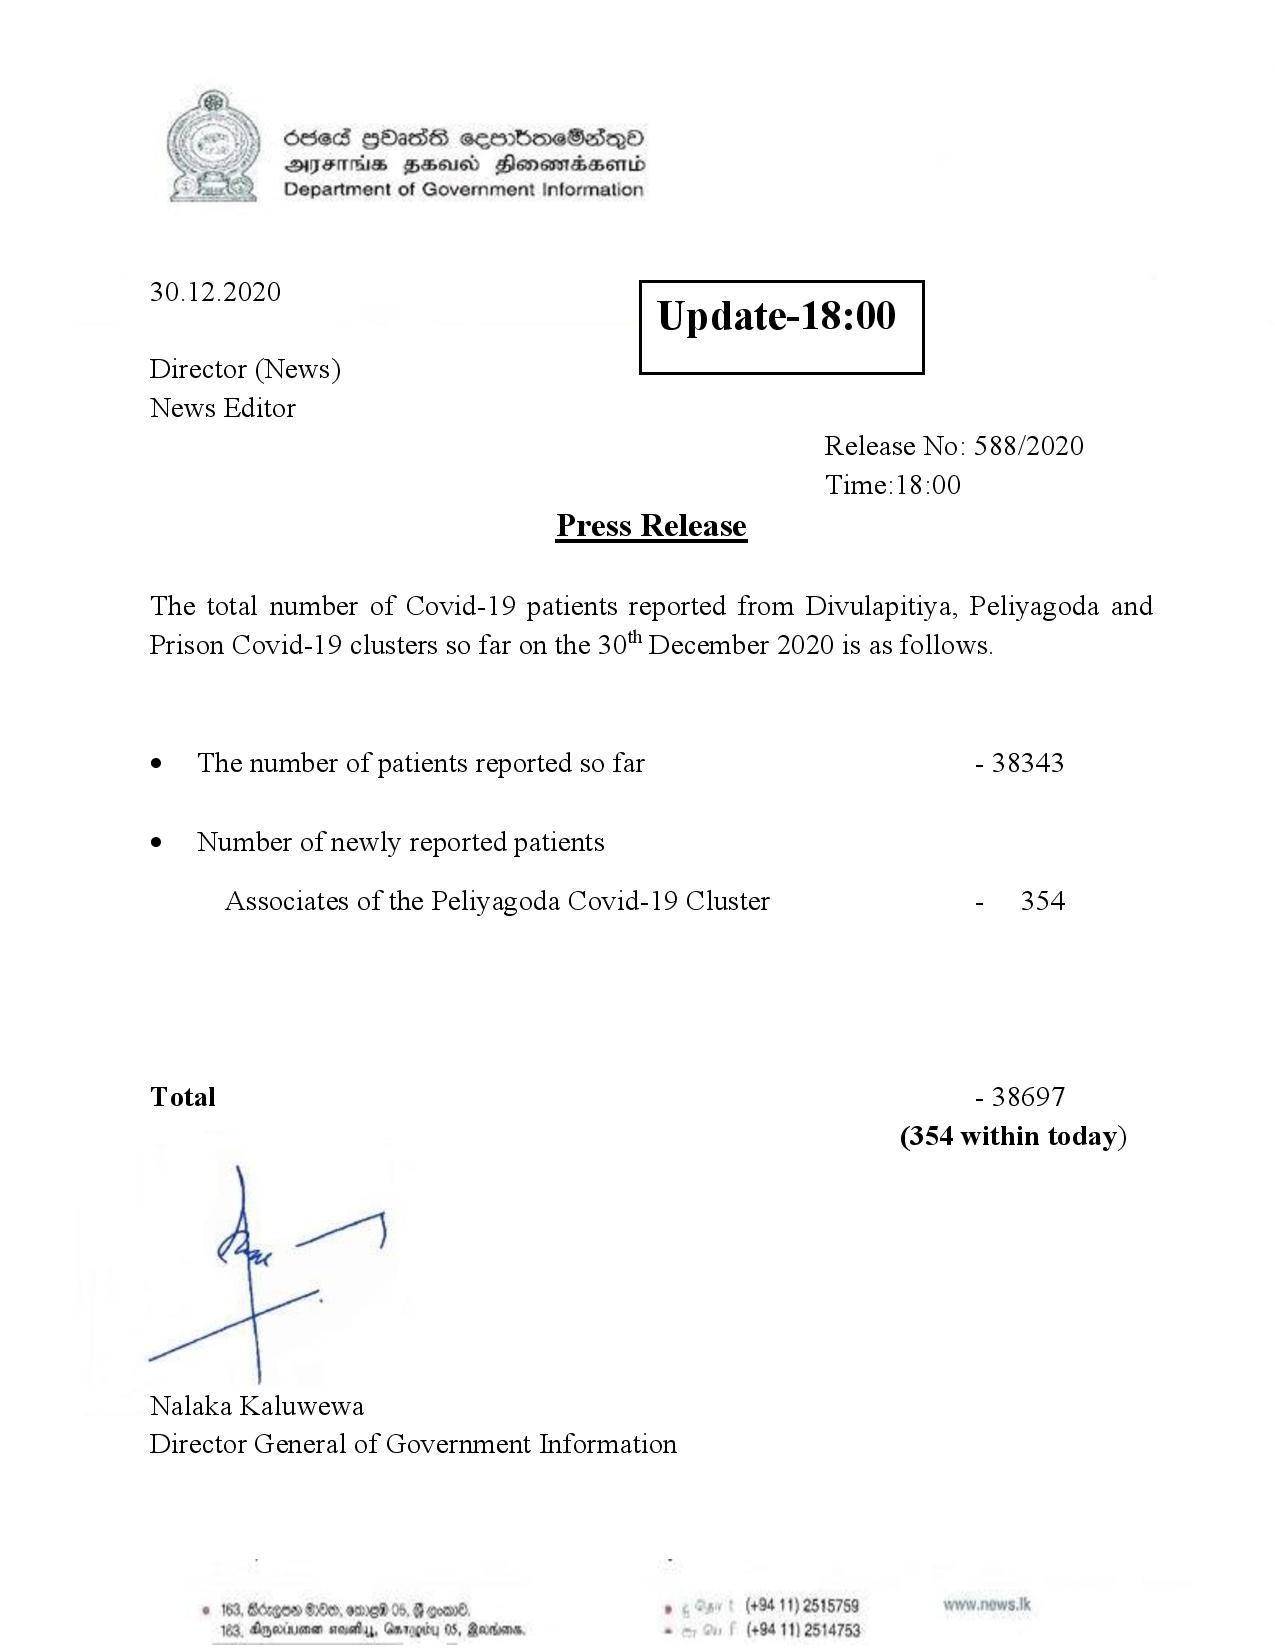 රජයේ ප්‍රවෘත්ති දෙපාර්තමේන්තුව
அரசாங்க தகவல் திணைக்களம்
Department of Government Information
30.12.2020
Update-18:00
Director (News)
News Editor
Release No: 588/2020
Time:18:00
Press Release
The total number of Covid-19 patients reported from Divulapitiya, Peliyagoda and
Prison Covid-19 clusters so far on the 30th December 2020 is as follows.
• The number of patients reported so far - 38343
• Number of newly reported patients
Associates of the Peliyagoda Covid-19 Cluster - 354
Total - 38697
(354 within today)
Nalaka Kaluwewa
Director General of Government Information
• 163, කිරුලපන මාවත, කොළඹ 05, ශ්‍රී ලංකාව.
163, கிருலப்பனை எவனியூ, கொழும்பு 05, இலங்கை.
(+94 11) 2515759
(+94 11) 2514753
www.news.lk